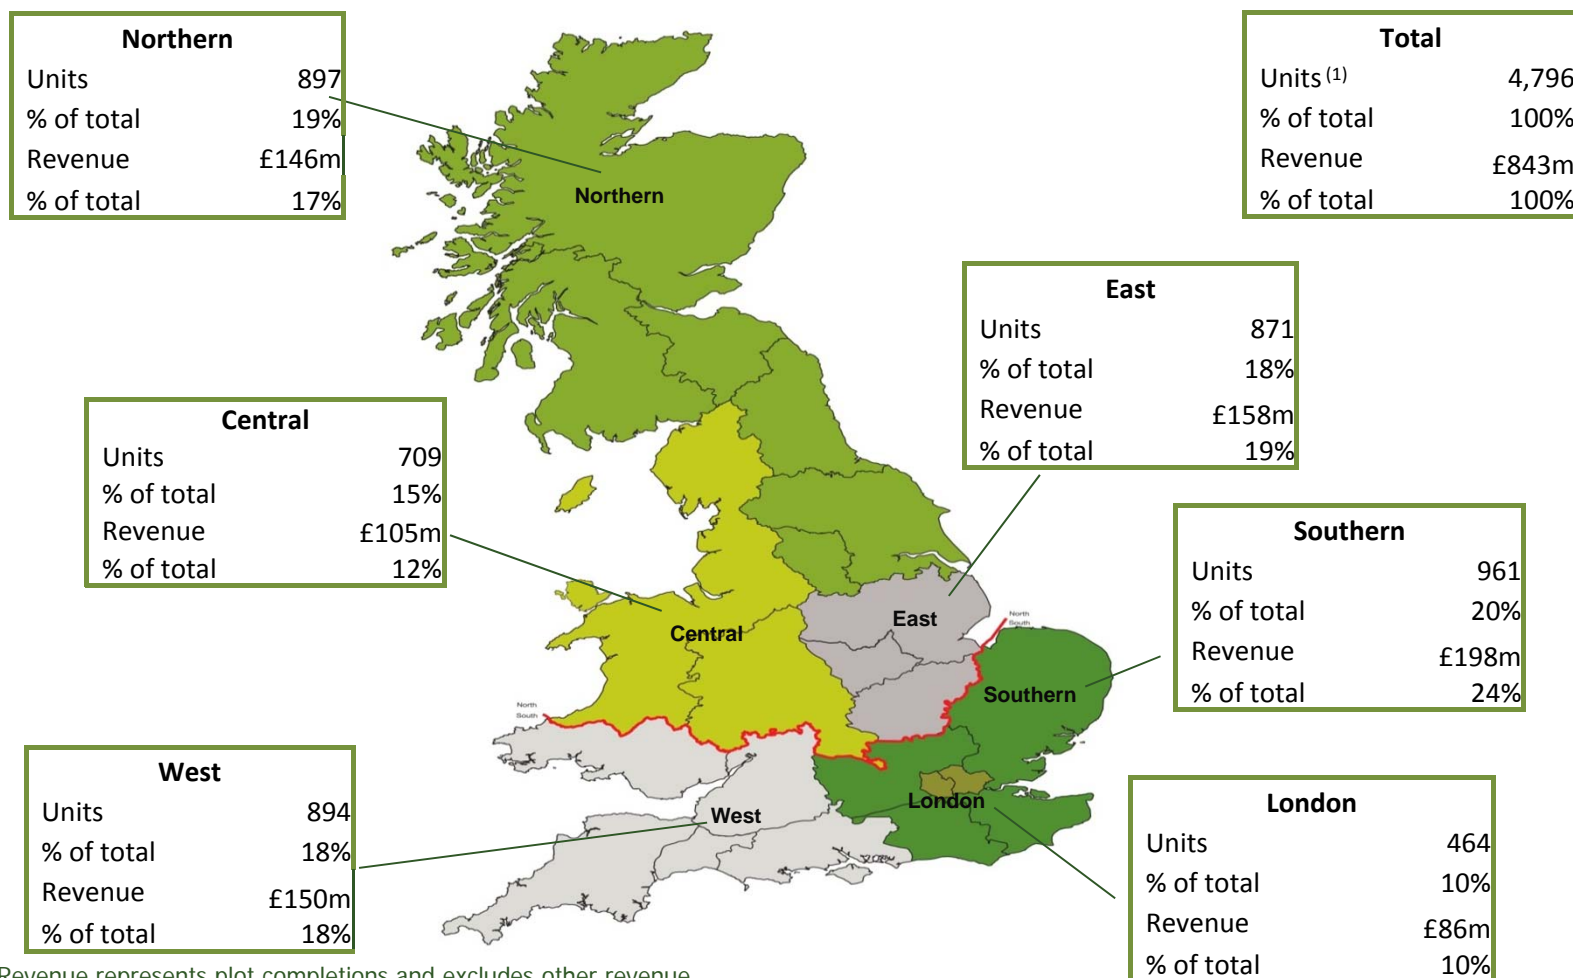 Northern
Units 897
% of total 19%
Revenue £146m
% of total 17%
Total
Units (1) 4,796
% of total 100%
Revenue £843m
% of total 100%
Northern
East
Units 871
% of total 18%
Revenue £158m
% of total 19%
Central
Units 709
% of total 15%
Revenue £105m
% of total 12%
Southern
Units 961
% of total 20%
Revenue £198m
% of total 24%
East
North
South
Central
Southern
North
South
West
Units 894
% of total 18%
Revenue £150m
% of total 18%
London
West
London
Units 464
% of total 10%
Revenue £86m
% of total 10%
Revenue represents plot completions and excludes other revenue